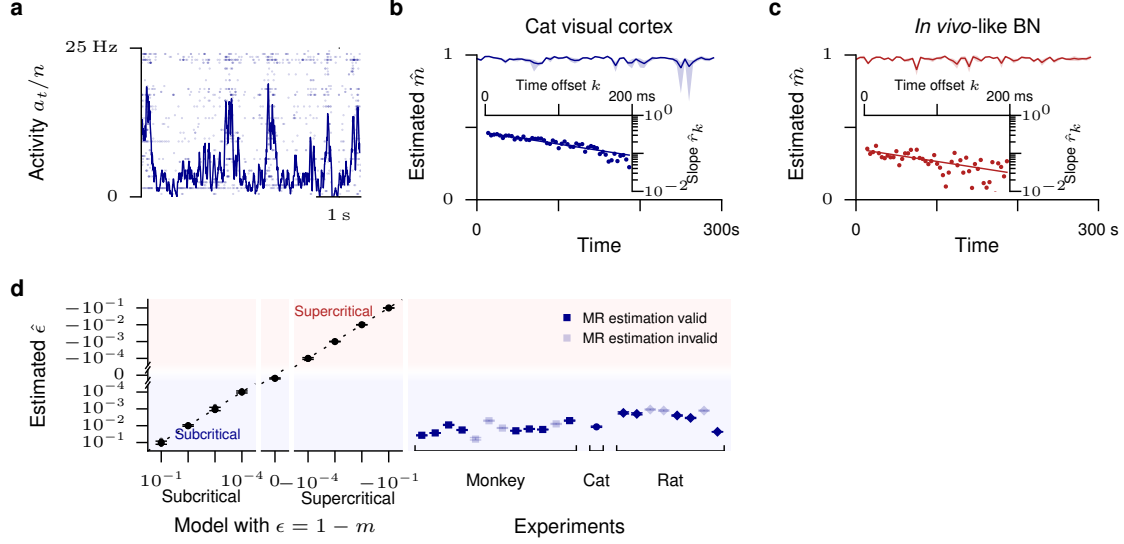 a
25 Hz
Activity a_t/n
0
1 s
b
Cat visual cortex
1
Estimated m̂
0
0
Time offset k
200 ms
10^0
Slope r̂_k
10^-2
0
Time
300s
c
In vivo-like BN
1
Estimated m̂
0
0
Time offset k
200 ms
10^0
Slope r̂_k
10^-2
0
Time
300s
d
Estimated ϵ̂
−10^-1
−10^-2
−10^-3
−10^-4
0
10^-4
10^-3
10^-2
10^-1
Supercritical
Subcritical
MR estimation valid
MR estimation invalid
10^-1
10^-4
0
−10^-4
−10^-1
Subcritical
Supercritical
Model with ϵ = 1 − m
Monkey
Cat
Rat
Experiments